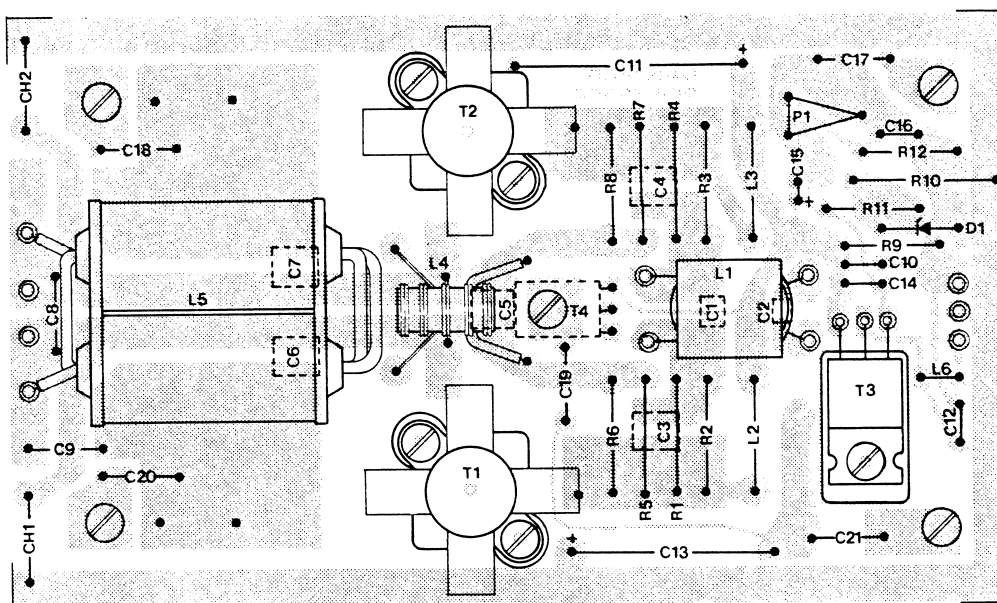 CH2
C11
+
C17
T2
R7
R4
P1
C16
C18
C15
R12
R8
C4
R3
L3
R10
+
R11
D1
R9
L4
C7
L1
C10
C14
L5
C8
C5
T4
C1
C2
C6
T3
L6
C19
C12
R6
C3
R2
L2
C9
T1
C20
R5
R1
CH1
+
C13
C21